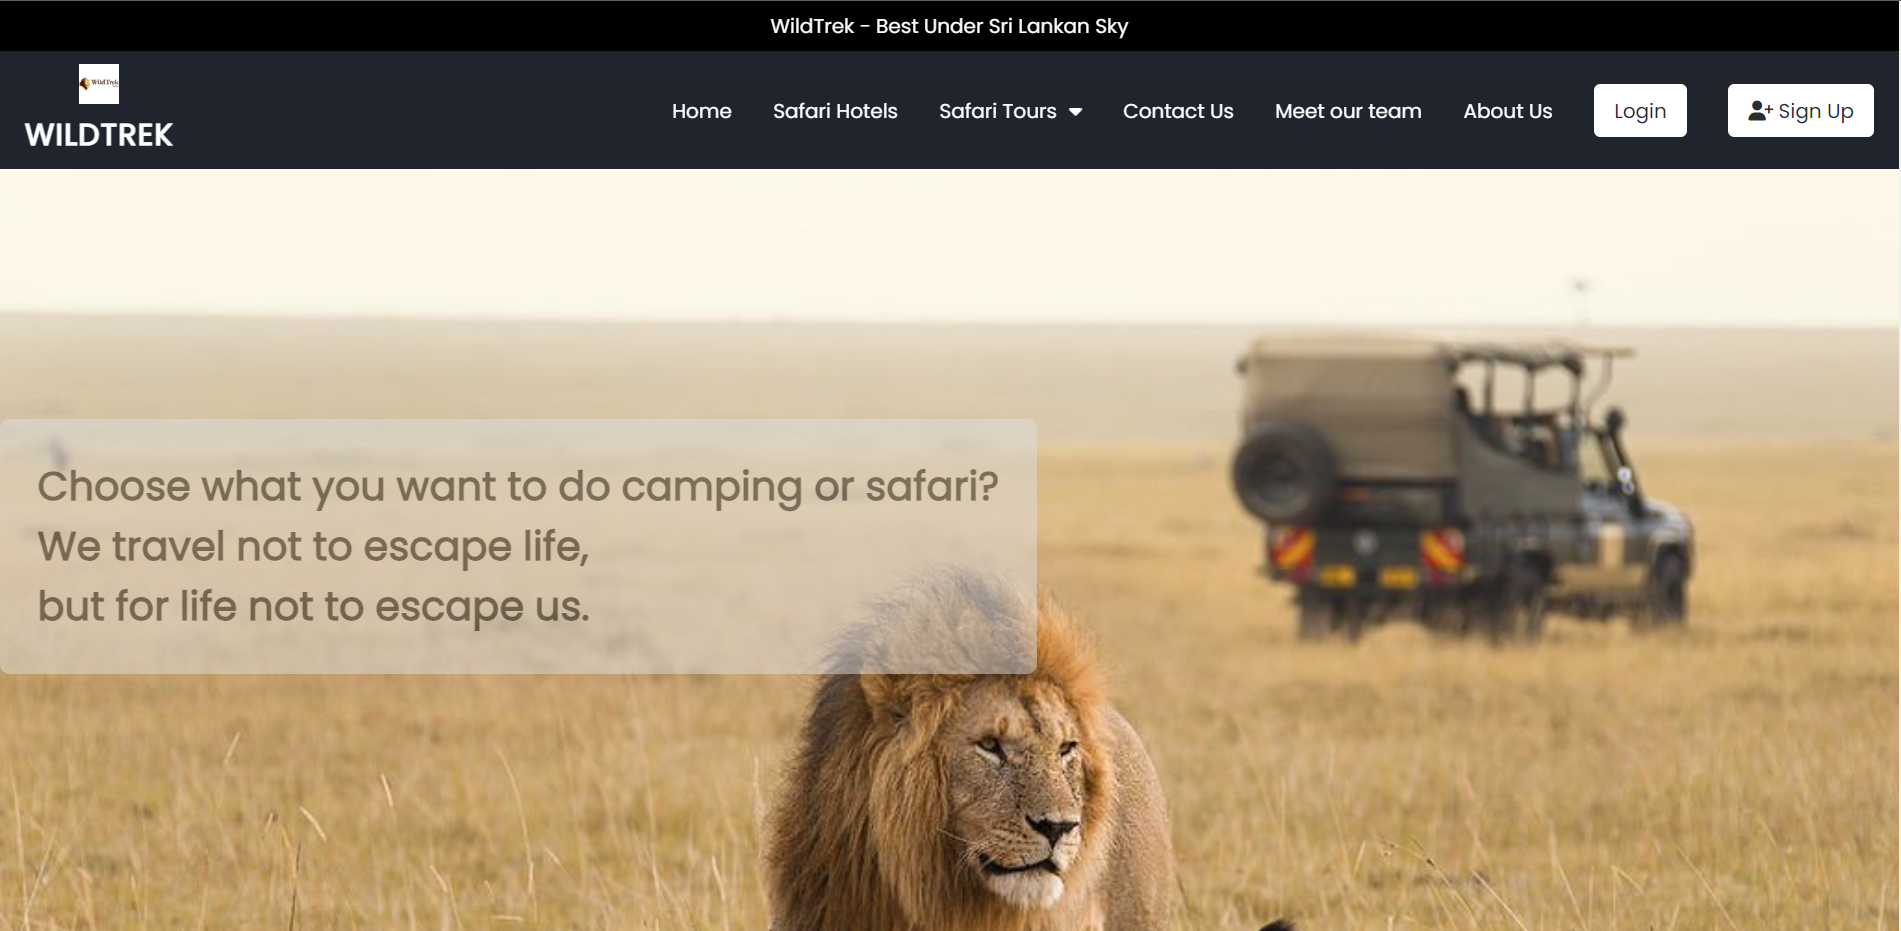 WildTrek - Best Under Sri Lankan Sky
WildTrek
WILDTREK
Home
Safari Hotels
Safari Tours
Contact Us
Meet our team
About Us
Login
Sign Up
Choose what you want to do camping or safari?
We travel not to escape life,
but for life not to escape us.